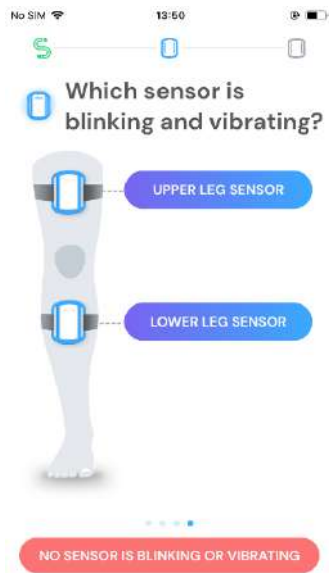 No SIM 13:50
Which sensor is
blinking and vibrating?
UPPER LEG SENSOR
LOWER LEG SENSOR
NO SENSOR IS BLINKING OR VIBRATING